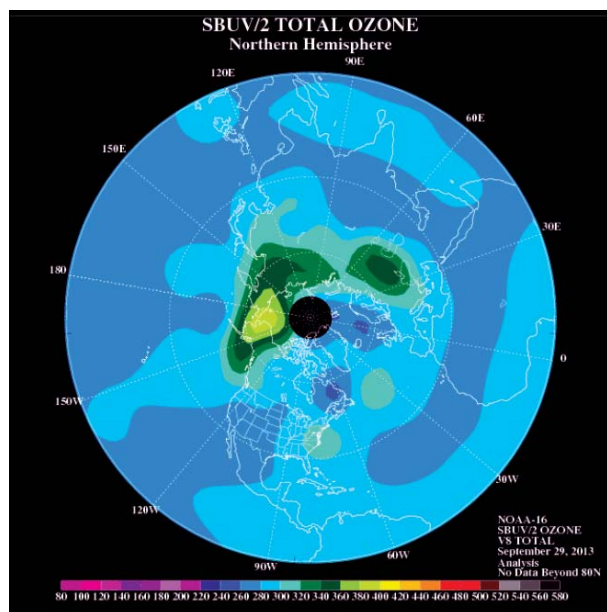 SBUV/2 TOTAL OZONE
Northern Hemisphere
90E
120E
60E
150E
30E
180
0
150W
30W
120W
60W
90W
NOAA-16
SBUV/2 OZONE
V8 TOTAL
September 29, 2013
Analysis
No Data Beyond 80N
80 100 120 140 160 180 200 220 240 260 280 300 320 340 360 380 400 420 440 460 480 500 520 540 560 580